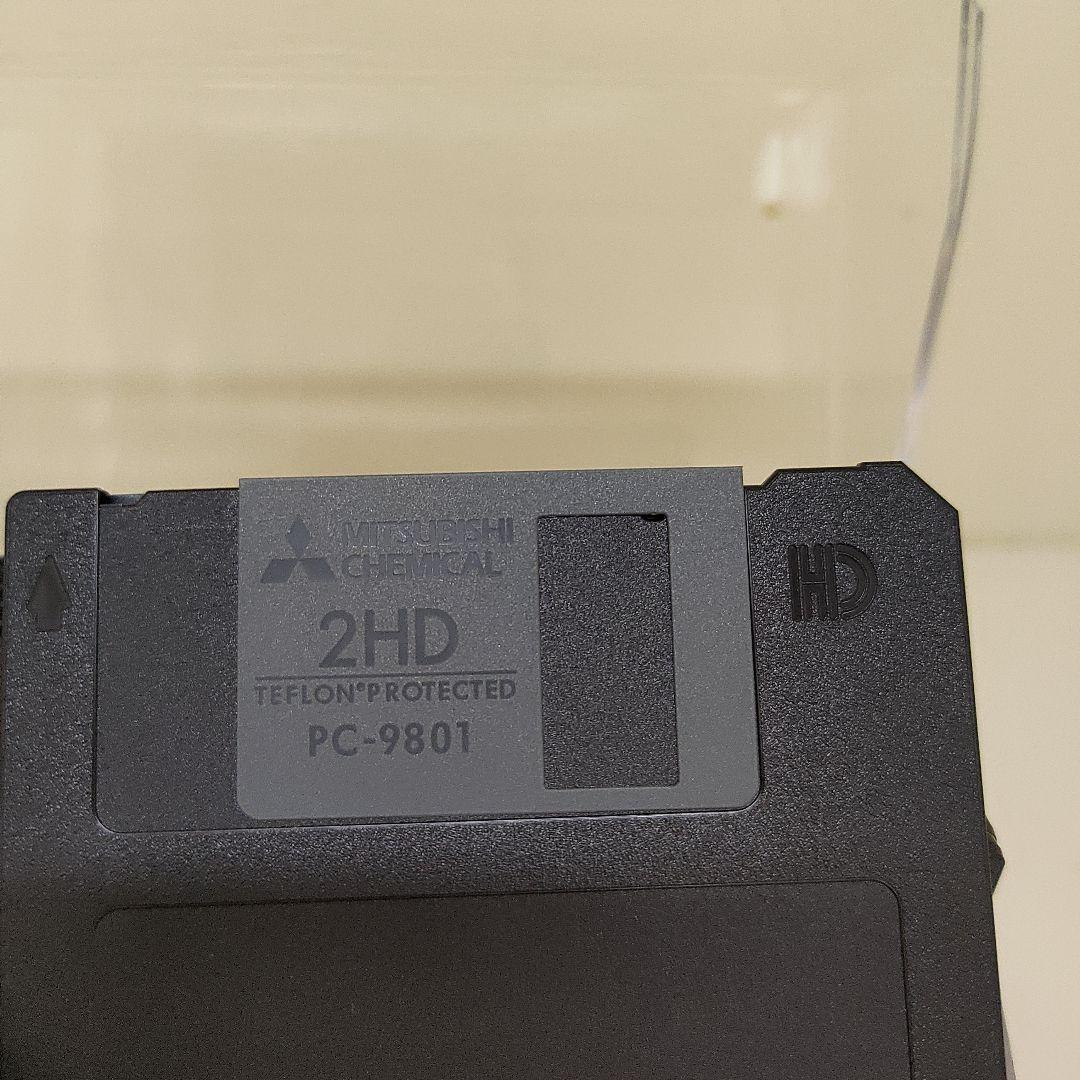 MITSUBISHI
CHEMICAL
2HD
TEFLON®PROTECTED
PC-9801
HD